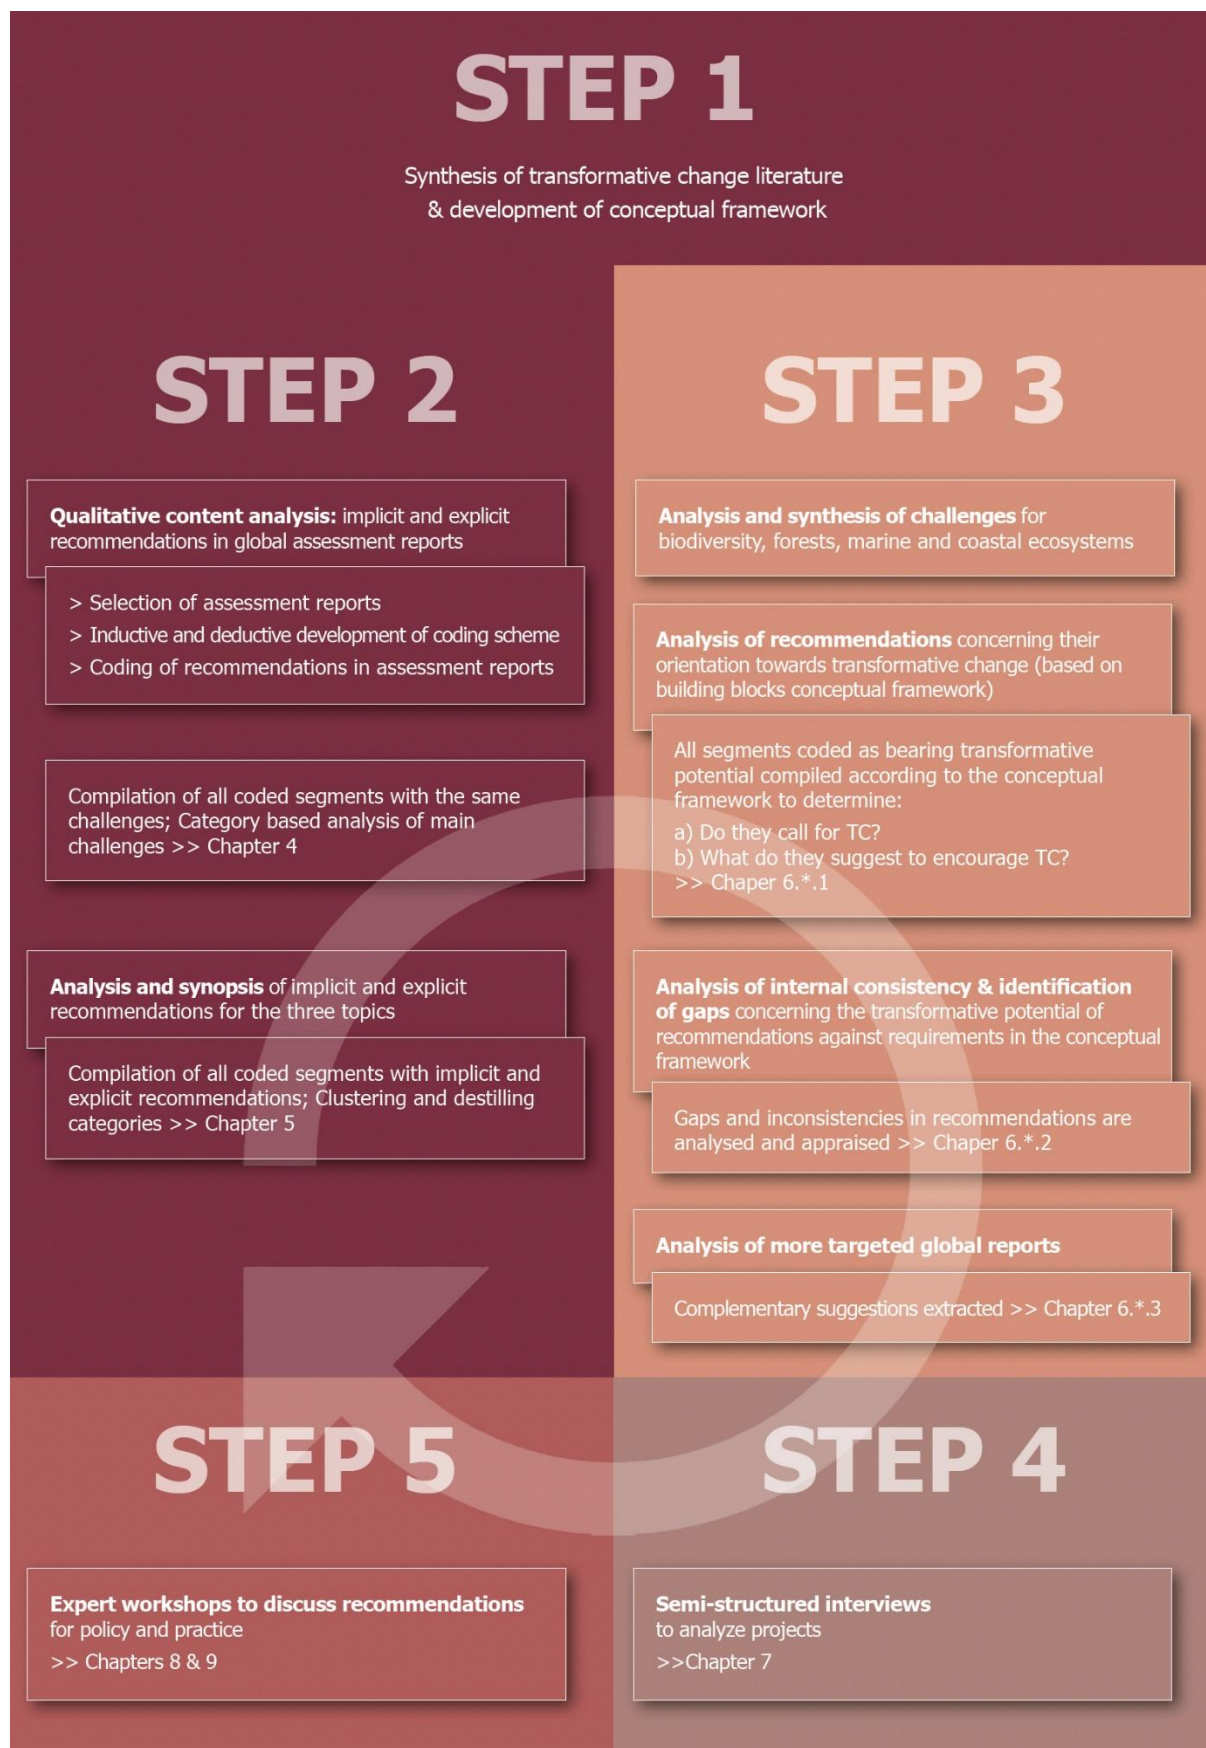 STEP 1
Synthesis of transformative change literature
& development of conceptual framework
STEP 2
Qualitative content analysis: implicit and explicit
recommendations in global assessment reports
> Selection of assessment reports
> Inductive and deductive development of coding scheme
> Coding of recommendations in assessment reports
Compilation of all coded segments with the same
challenges; Category based analysis of main
challenges >> Chapter 4
Analysis and synopsis of implicit and explicit
recommendations for the three topics
Compilation of all coded segments with implicit and
explicit recommendations; Clustering and destilling
categories >> Chapter 5
STEP 3
Analysis and synthesis of challenges for
biodiversity, forests, marine and coastal ecosystems
Analysis of recommendations concerning their
orientation towards transformative change (based on
building blocks conceptual framework)
All segments coded as bearing transformative
potential compiled according to the conceptual
framework to determine:
a) Do they call for TC?
b) What do they suggest to encourage TC?
>> Chaper 6.*.1
Analysis of internal consistency & identification
of gaps concerning the transformative potential of
recommendations against requirements in the conceptual
framework
Gaps and inconsistencies in recommendations are
analysed and appraised >> Chaper 6.*.2
Analysis of more targeted global reports
Complementary suggestions extracted >> Chapter 6.*.3
STEP 5
Expert workshops to discuss recommendations
for policy and practice
>> Chapters 8 & 9
STEP 4
Semi-structured interviews
to analyze projects
>>Chapter 7